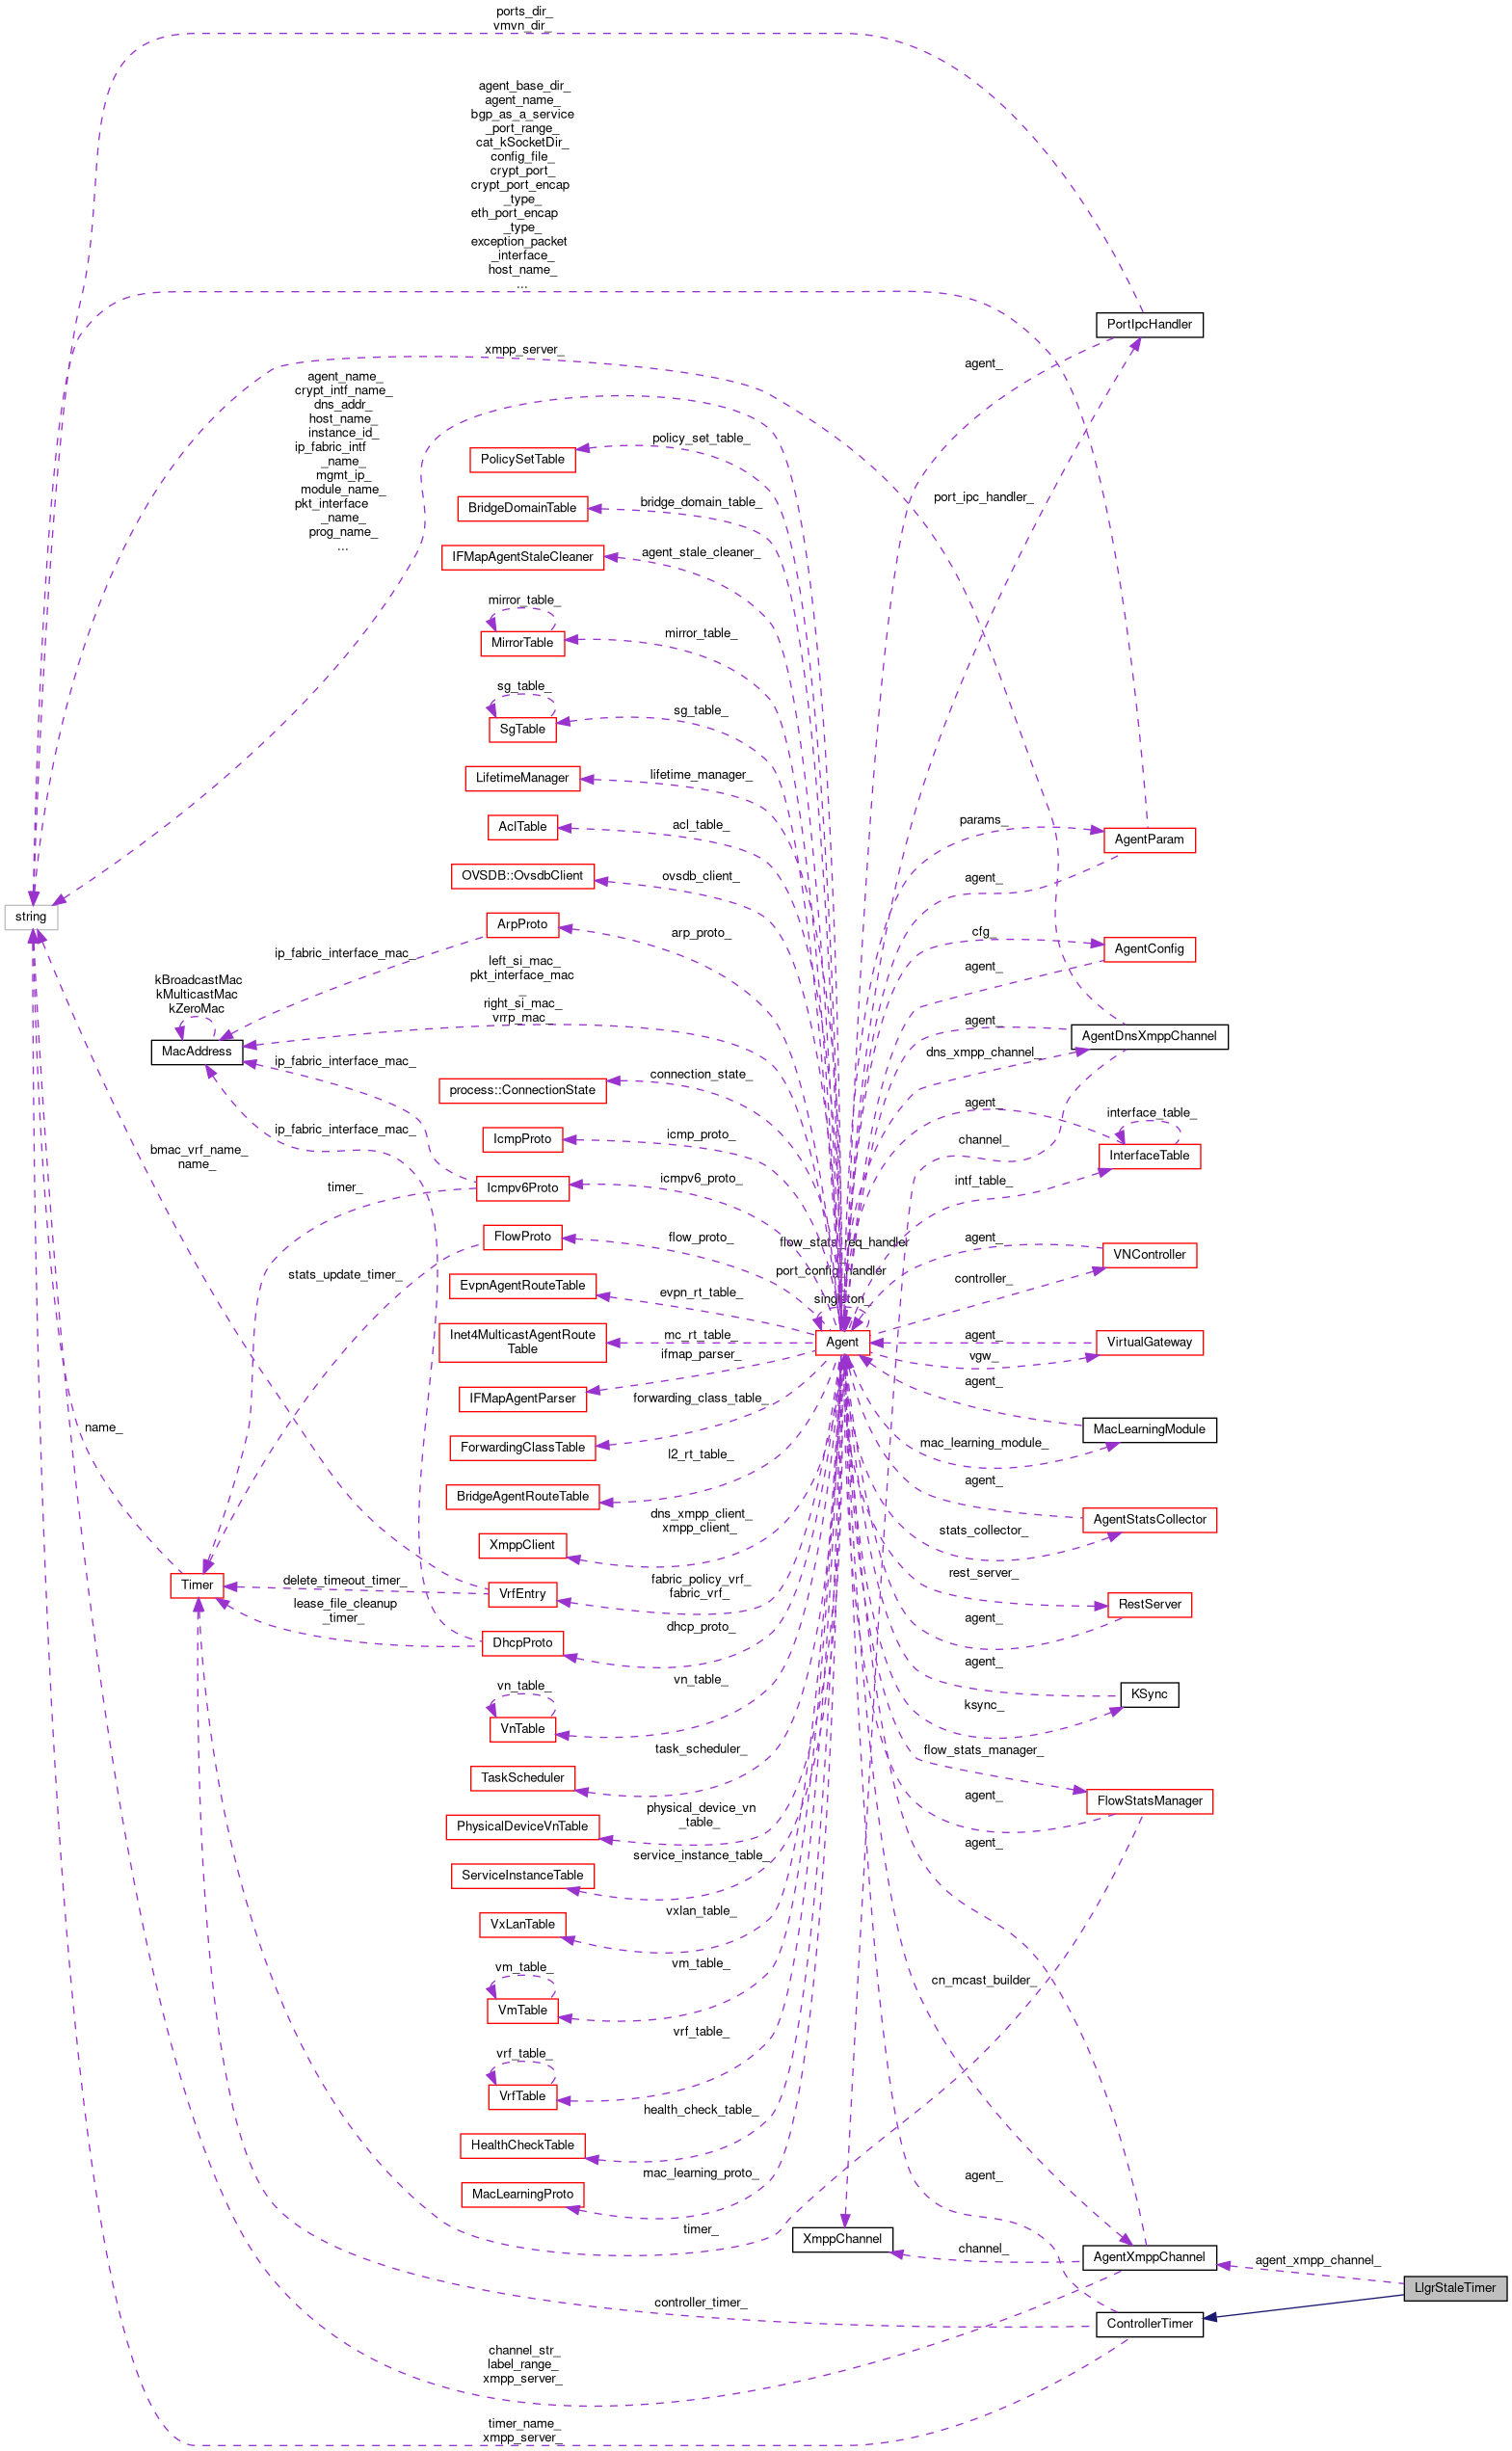 ports_dir_
vmvn_dir_
agent_base_dir_
agent_name_
bgp_as_a_service
_port_range_
cat_kSocketDir_
config_file_
crypt_port_
crypt_port_encap
_type_
eth_port_encap
_type_
exception_packet
_interface_
host_name_
...
PortIpcHandler
xmpp_server_
agent_
agent_name_
crypt_intf_name_
dns_addr_
host_name_
instance_id_
ip_fabric_intf
_name_
mgmt_ip_
module_name_
pkt_interface
_name_
prog_name_
...
policy_set_table_
PolicySetTable
bridge_domain_table_
port_ipc_handler_
BridgeDomainTable
agent_stale_cleaner_
IFMapAgentStaleCleaner
mirror_table_
mirror_table_
MirrorTable
sg_table_
sg_table_
SgTable
lifetime_manager_
LifetimeManager
acl_table_
params_
AclTable
AgentParam
ovsdb_client_
agent_
OVSDB::OvsdbClient
string
ArpProto
arp_proto_
cfg_
AgentConfig
ip_fabric_interface_mac_
left_si_mac_
pkt_interface_mac
_
right_si_mac_
vrrp_mac_
agent_
kBroadcastMac
kMulticastMac
kZeroMac
MacAddress
agent_
AgentDnsXmppChannel
dns_xmpp_channel_
ip_fabric_interface_mac_
connection_state_
process::ConnectionState
agent_
interface_table_
ip_fabric_interface_mac_
icmp_proto_
IcmpProto
channel_
InterfaceTable
bmac_vrf_name_
name_
timer_
icmpv6_proto_
Icmpv6Proto
intf_table_
flow_proto_
FlowProto
flow_stats_req_handler
port_config_handler
singleton_
agent_
VNController
stats_update_timer_
evpn_rt_table_
EvpnAgentRouteTable
controller_
mc_rt_table_
Inet4MulticastAgentRoute
Table
Agent
agent_
VirtualGateway
vgw_
ifmap_parser_
IFMapAgentParser
agent_
forwarding_class_table_
MacLearningModule
name_
ForwardingClassTable
mac_learning_module_
l2_rt_table_
BridgeAgentRouteTable
agent_
dns_xmpp_client_
xmpp_client_
AgentStatsCollector
stats_collector_
XmppClient
Timer
delete_timeout_timer_
fabric_policy_vrf_
fabric_vrf_
rest_server_
VrfEntry
lease_file_cleanup
_timer_
RestServer
agent_
dhcp_proto_
DhcpProto
agent_
vn_table_
vn_table_
KSync
ksync_
VnTable
task_scheduler_
flow_stats_manager_
TaskScheduler
agent_
FlowStatsManager
physical_device_vn
_table_
PhysicalDeviceVnTable
agent_
service_instance_table_
ServiceInstanceTable
vxlan_table_
VxLanTable
vm_table_
vm_table_
cn_mcast_builder_
VmTable
vrf_table_
vrf_table_
VrfTable
health_check_table_
HealthCheckTable
mac_learning_proto_
agent_
MacLearningProto
timer_
XmppChannel
channel_
AgentXmppChannel
agent_xmpp_channel_
LlgrStaleTimer
controller_timer_
ControllerTimer
channel_str_
label_range_
xmpp_server_
timer_name_
xmpp_server_